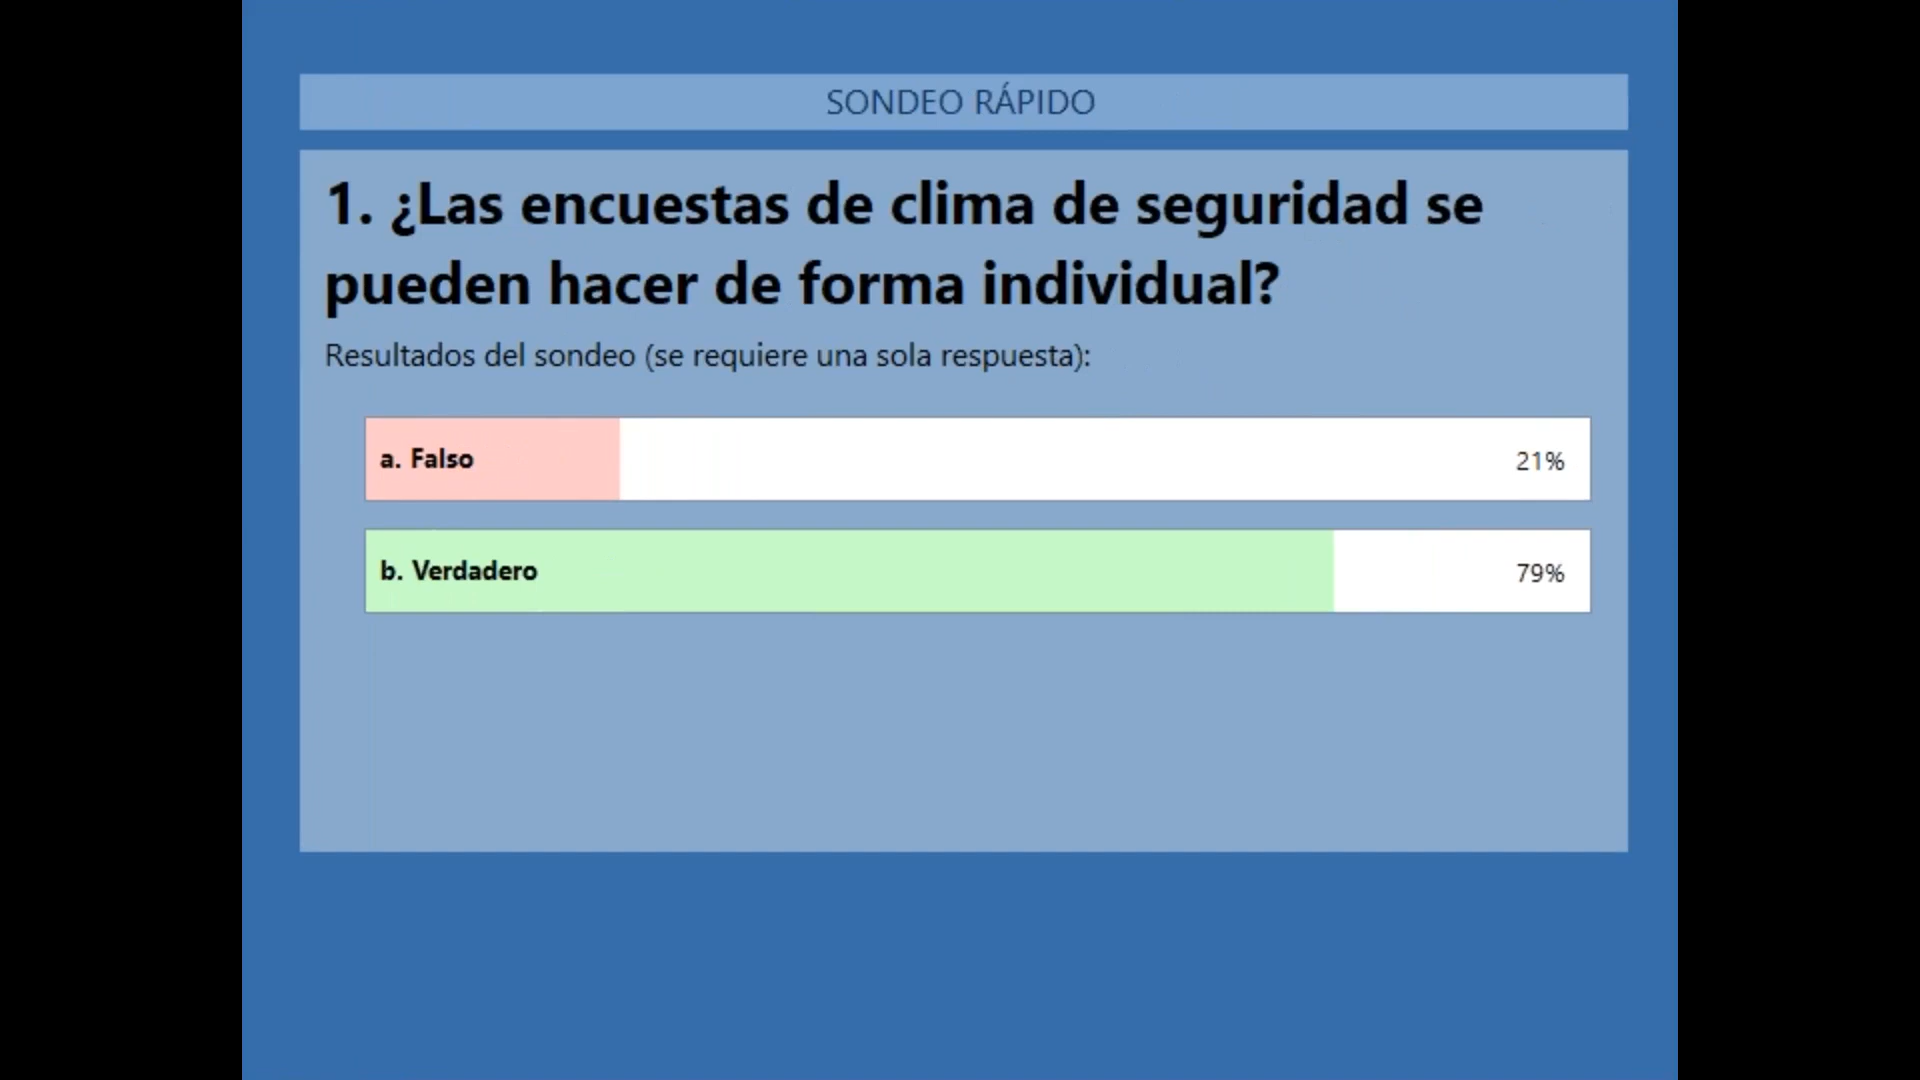 SONDEO RÁPIDO
1. ¿Las encuestas de clima de seguridad se
pueden hacer de forma individual?
Resultados del sondeo (se requiere una sola respuesta):
a. Falso 21%
b. Verdadero 79%